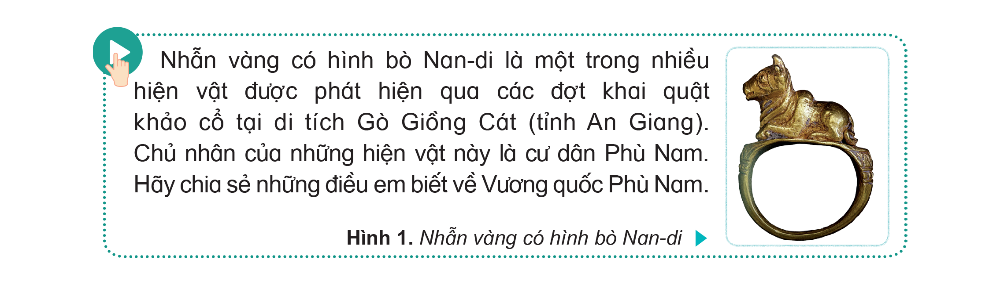 Nhẫn vàng có hình bò Nan-di là một trong nhiều
hiện vật được phát hiện qua các đợt khai quật
khảo cổ tại di tích Gò Giồng Cát (tỉnh An Giang).
Chủ nhân của những hiện vật này là cư dân Phù Nam.
Hãy chia sẻ những điều em biết về Vương quốc Phù Nam.
Hình 1. Nhẫn vàng có hình bò Nan-di